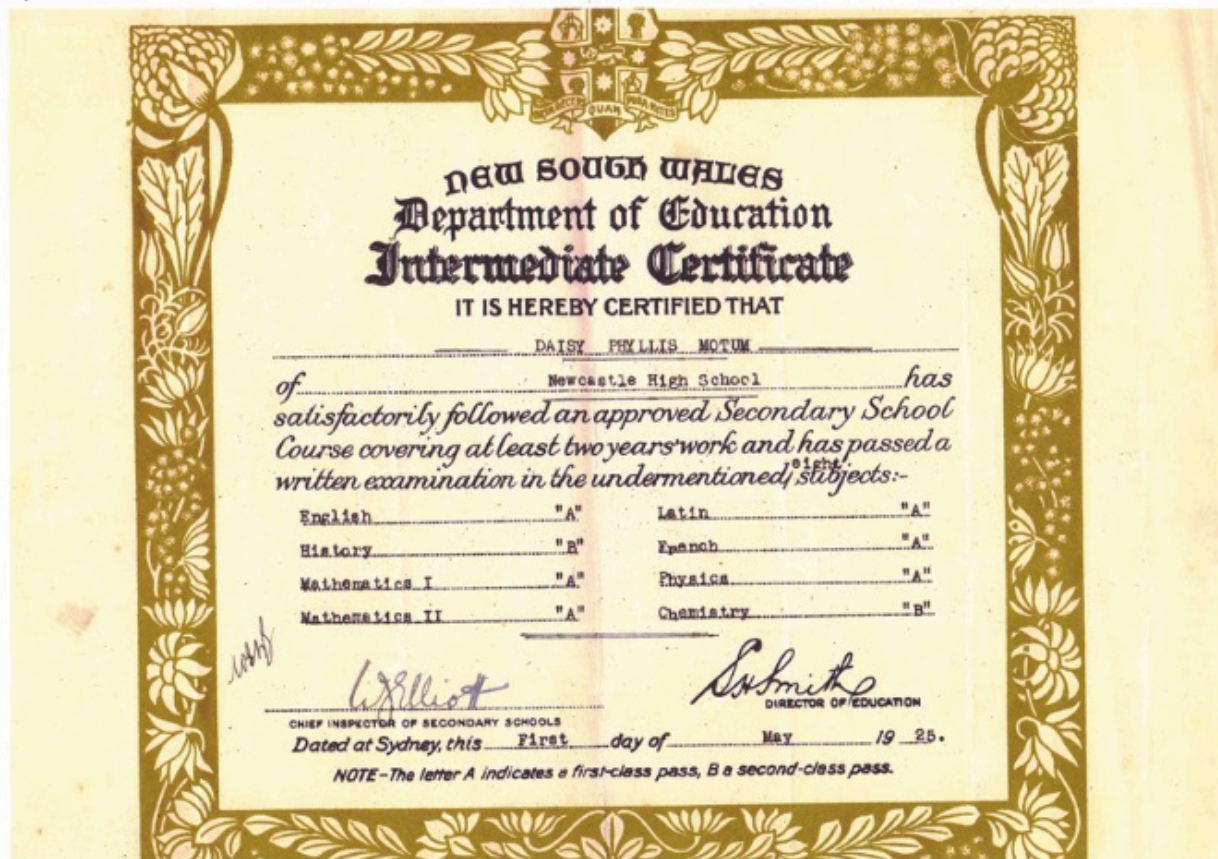 QUAM
NEW SOUTH WALES
Department of Education
Intermediate Certificate
IT IS HEREBY CERTIFIED THAT
DAISY PHYLLIS MOTUM
of Newcastle High School has
satisfactorily followed an approved Secondary School
Course covering at least two years' work and has passed a
written examination in the undermentioned, eight subjects:-
English "A" Latin "A"
History "B" French "A"
Mathematics I "A" Physics "A"
Mathematics II "A" Chemistry "B"
W J Elliott S H Smith
DIRECTOR OF EDUCATION
CHIEF INSPECTOR OF SECONDARY SCHOOLS
Dated at Sydney, this First day of May 19 25.
NOTE-The letter A indicates a first-class pass, B a second-class pass.